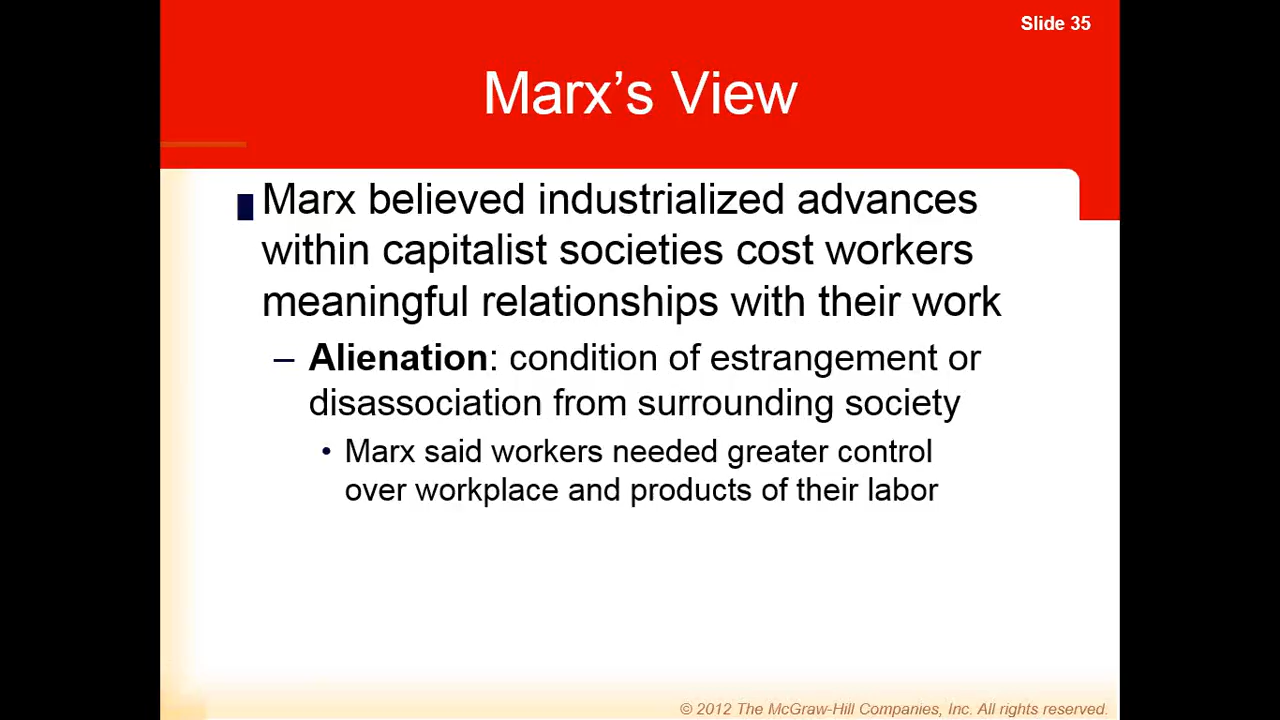 Slide 35
Marx’s View
Marx believed industrialized advances
within capitalist societies cost workers
meaningful relationships with their work
– Alienation: condition of estrangement or
disassociation from surrounding society
• Marx said workers needed greater control
over workplace and products of their labor
© 2012 The McGraw-Hill Companies, Inc. All rights reserved.